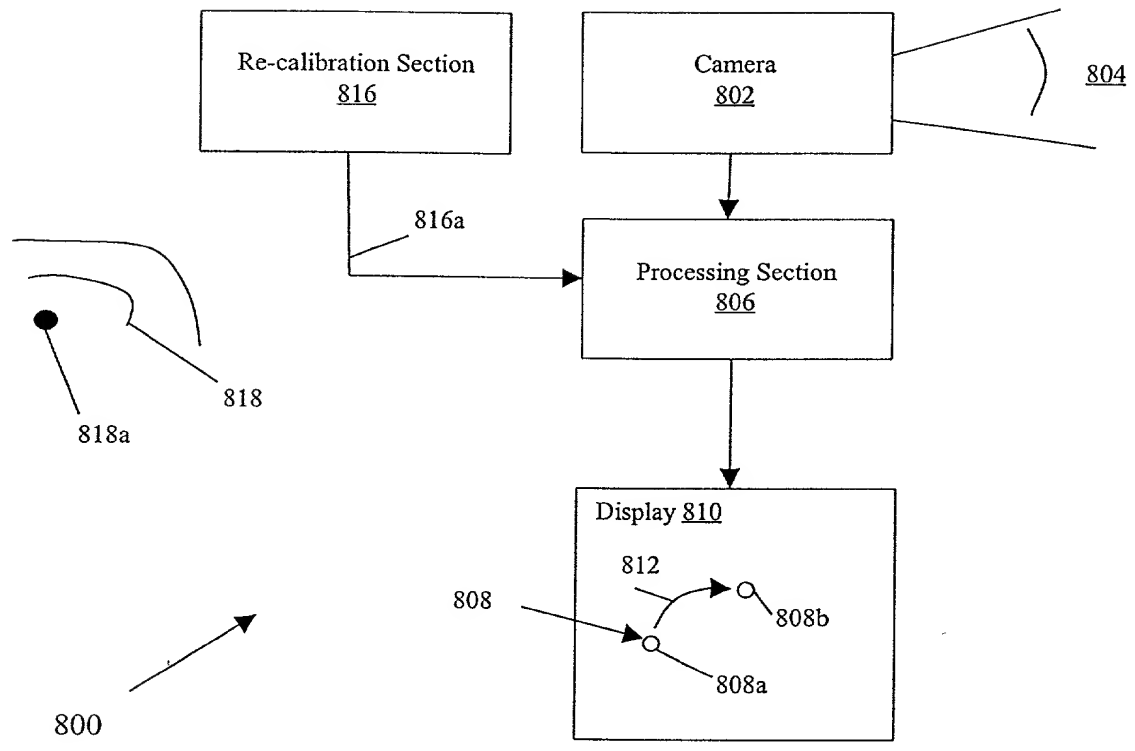 Re-calibration Section
816
Camera
802
804
816a
Processing Section
806
818
818a
Display 810
812
808
808b
808a
800